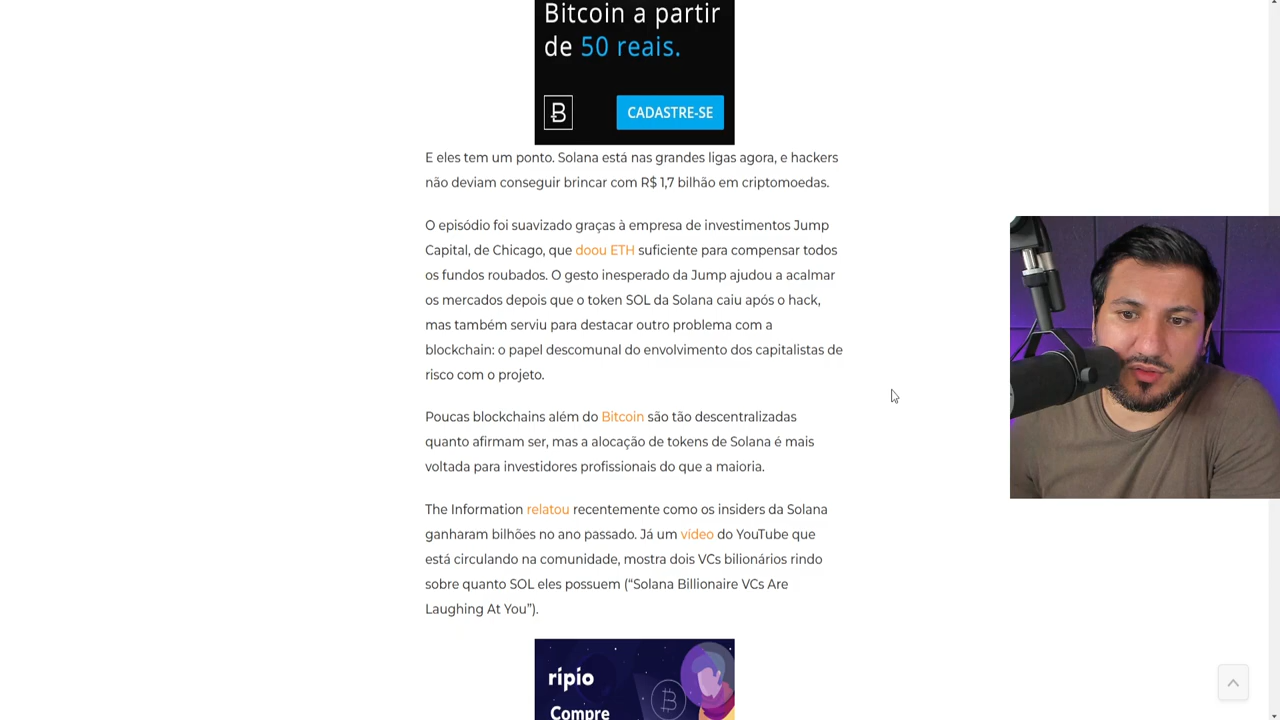 Bitcoin a partir
de 50 reais.
CADASTRE-SE
E eles tem um ponto. Solana está nas grandes ligas agora, e hackers
não deviam conseguir brincar com R$ 1,7 bilhão em criptomoedas.
O episódio foi suavizado graças à empresa de investimentos Jump
Capital, de Chicago, que doou ETH suficiente para compensar todos
os fundos roubados. O gesto inesperado da Jump ajudou a acalmar
os mercados depois que o token SOL da Solana caiu após o hack,
mas também serviu para destacar outro problema com a
blockchain: o papel descomunal do envolvimento dos capitalistas de
risco com o projeto.
Poucas blockchains além do Bitcoin são tão descentralizadas
quanto afirmam ser, mas a alocação de tokens de Solana é mais
voltada para investidores profissionais do que a maioria.
The Information relatou recentemente como os insiders da Solana
ganharam bilhões no ano passado. Já um vídeo do YouTube que
está circulando na comunidade, mostra dois VCs bilionários rindo
sobre quanto SOL eles possuem (“Solana Billionaire VCs Are
Laughing At You”).
ripio
Compre